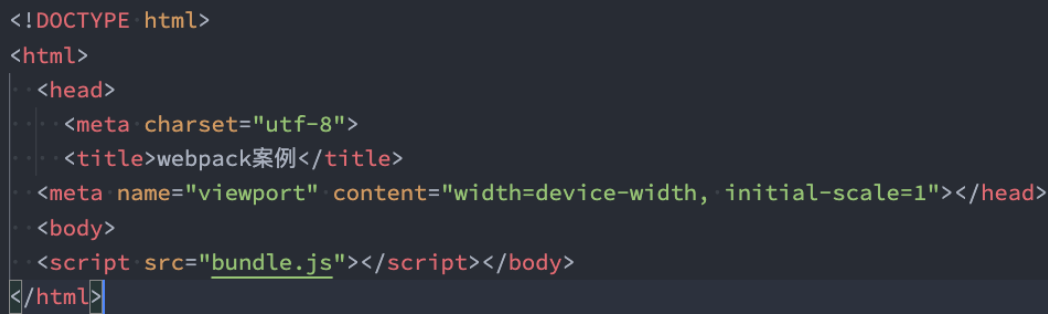 <!DOCTYPE html>
<html>
  <head>
    <meta charset="utf-8">
    <title>webpack案例</title>
  <meta name="viewport" content="width=device-width, initial-scale=1"></head>
  <body>
  <script src="bundle.js"></script></body>
</html>